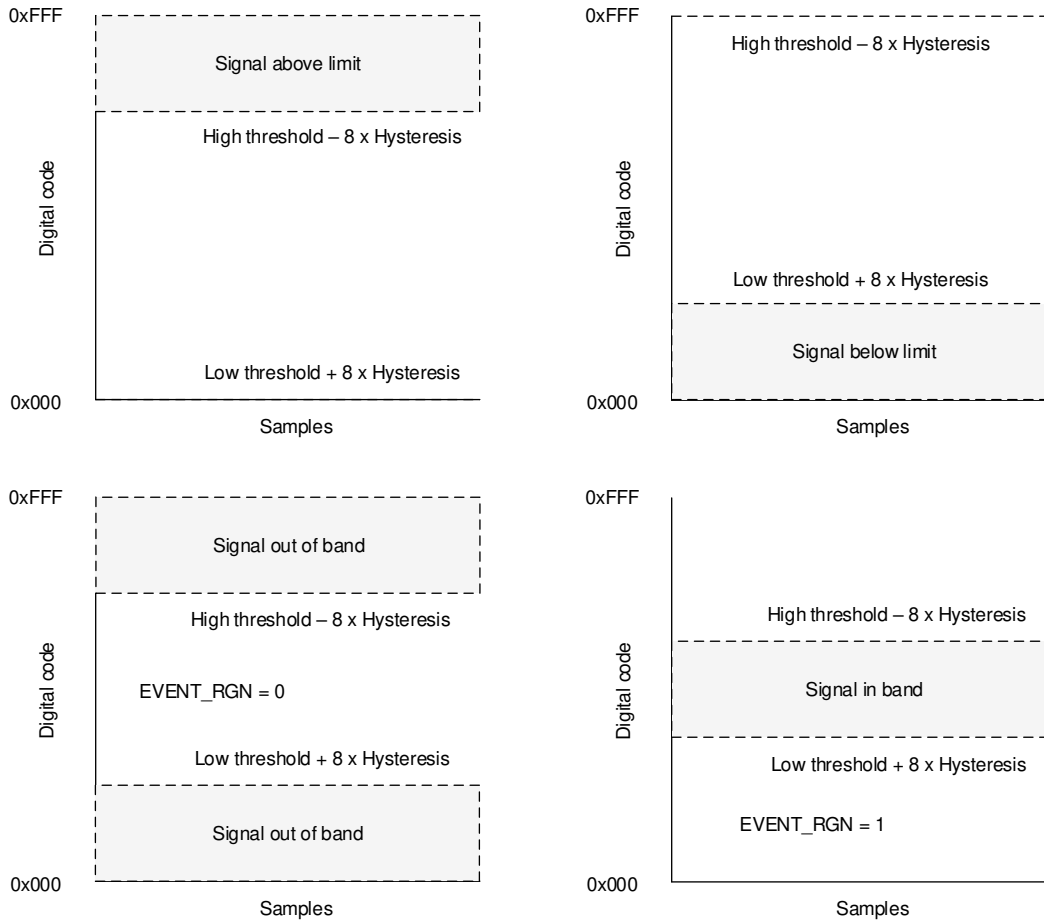 0xFFF
Signal above limit
High threshold – 8 x Hysteresis
Digital code
Low threshold + 8 x Hysteresis
0x000
Samples
0xFFF
High threshold – 8 x Hysteresis
Digital code
Low threshold + 8 x Hysteresis
Signal below limit
0x000
Samples
0xFFF
Signal out of band
High threshold – 8 x Hysteresis
Digital code
EVENT_RGN = 0
Low threshold + 8 x Hysteresis
Signal out of band
0x000
Samples
0xFFF
High threshold – 8 x Hysteresis
Digital code
Signal in band
Low threshold + 8 x Hysteresis
EVENT_RGN = 1
0x000
Samples